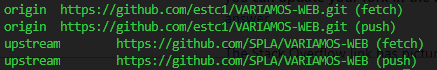 origin  https://github.com/estc1/VARIAMOS-WEB.git (fetch)
origin  https://github.com/estc1/VARIAMOS-WEB.git (push)
upstream        https://github.com/SPLA/VARIAMOS-WEB (fetch)
upstream        https://github.com/SPLA/VARIAMOS-WEB (push)